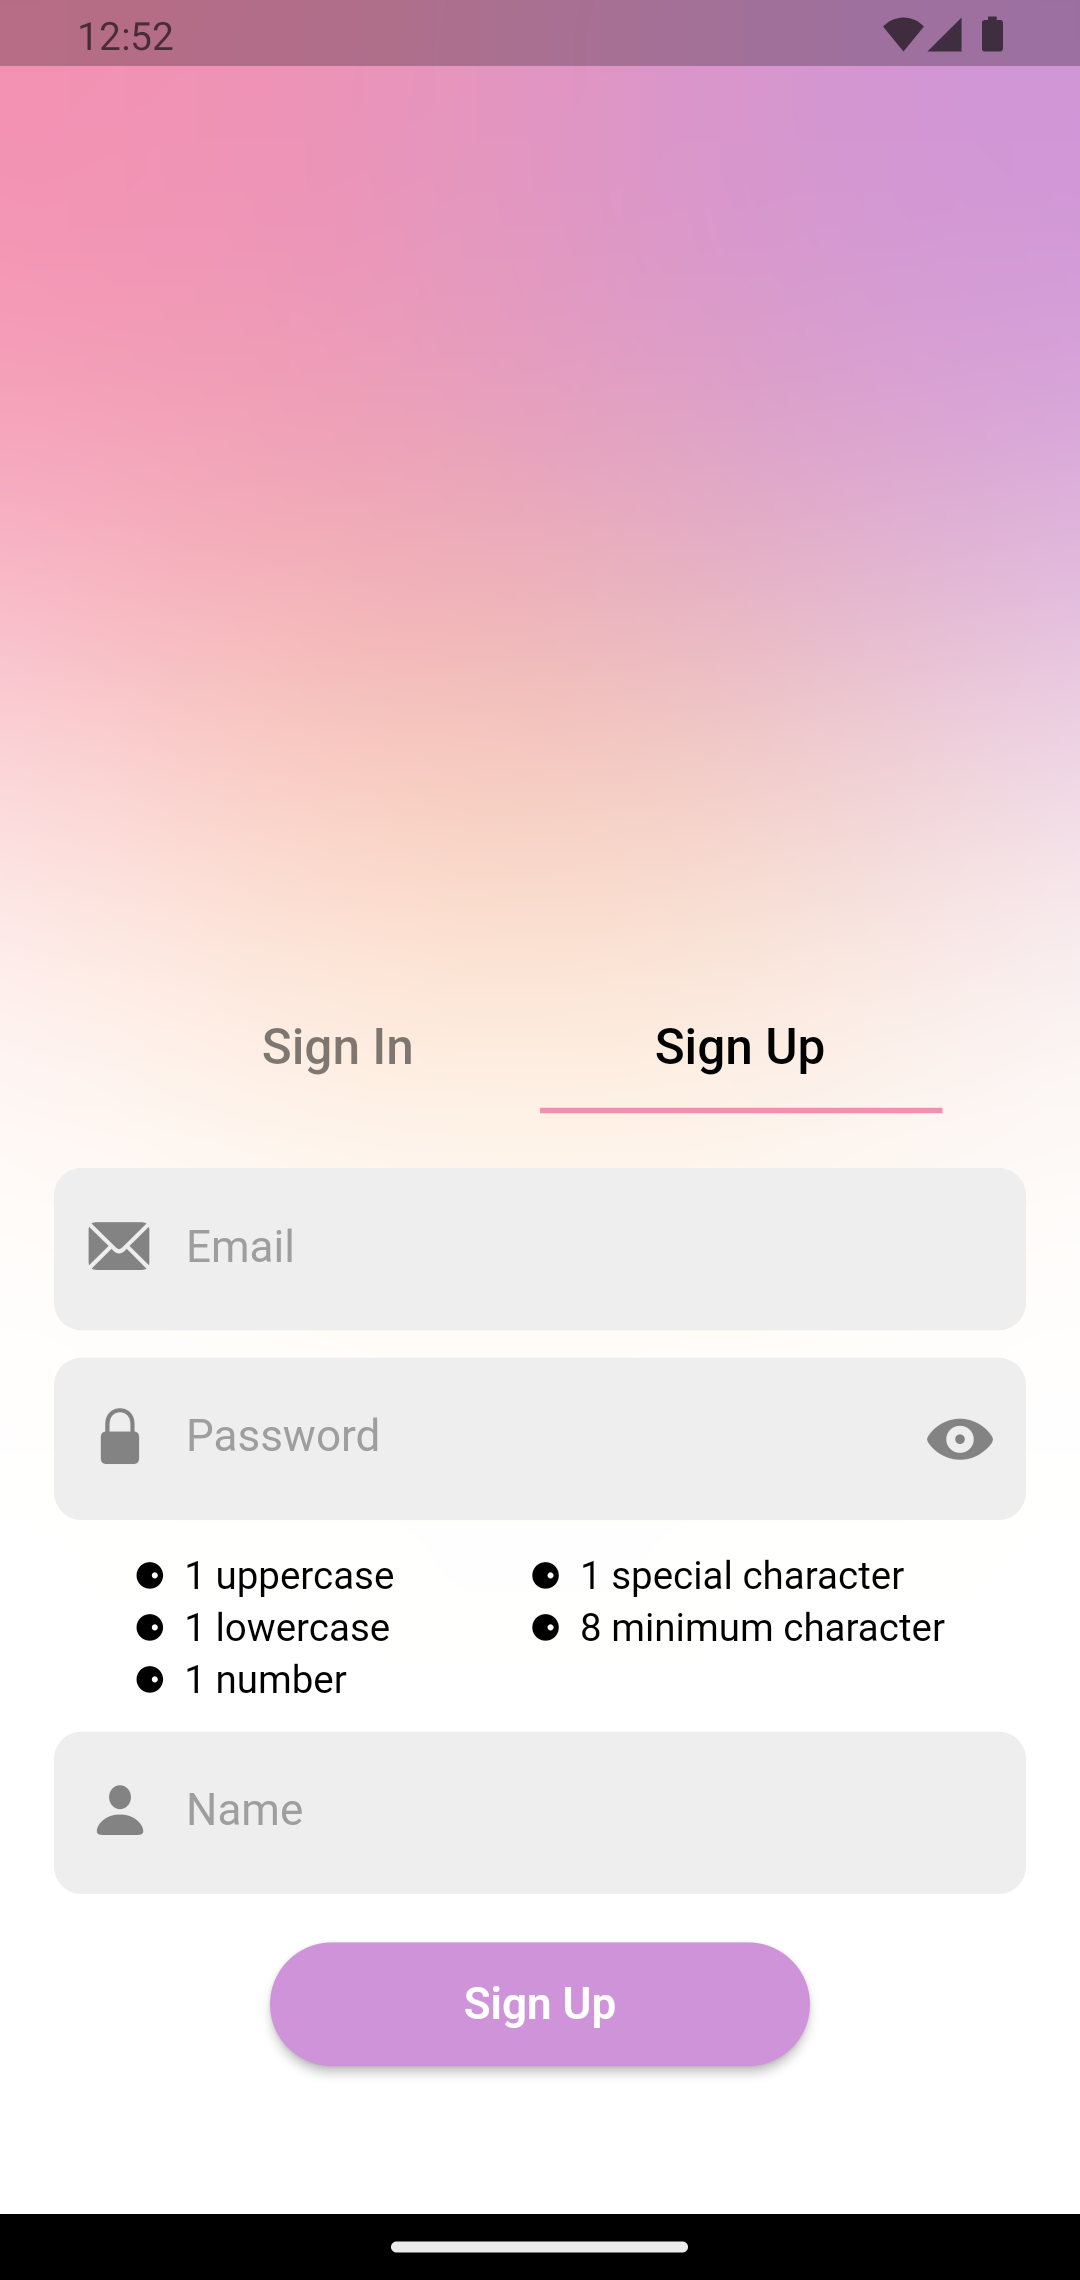 12:52
Sign In
Sign Up
Email
Password
1 uppercase
1 special character
1 lowercase
8 minimum character
1 number
Name
Sign Up